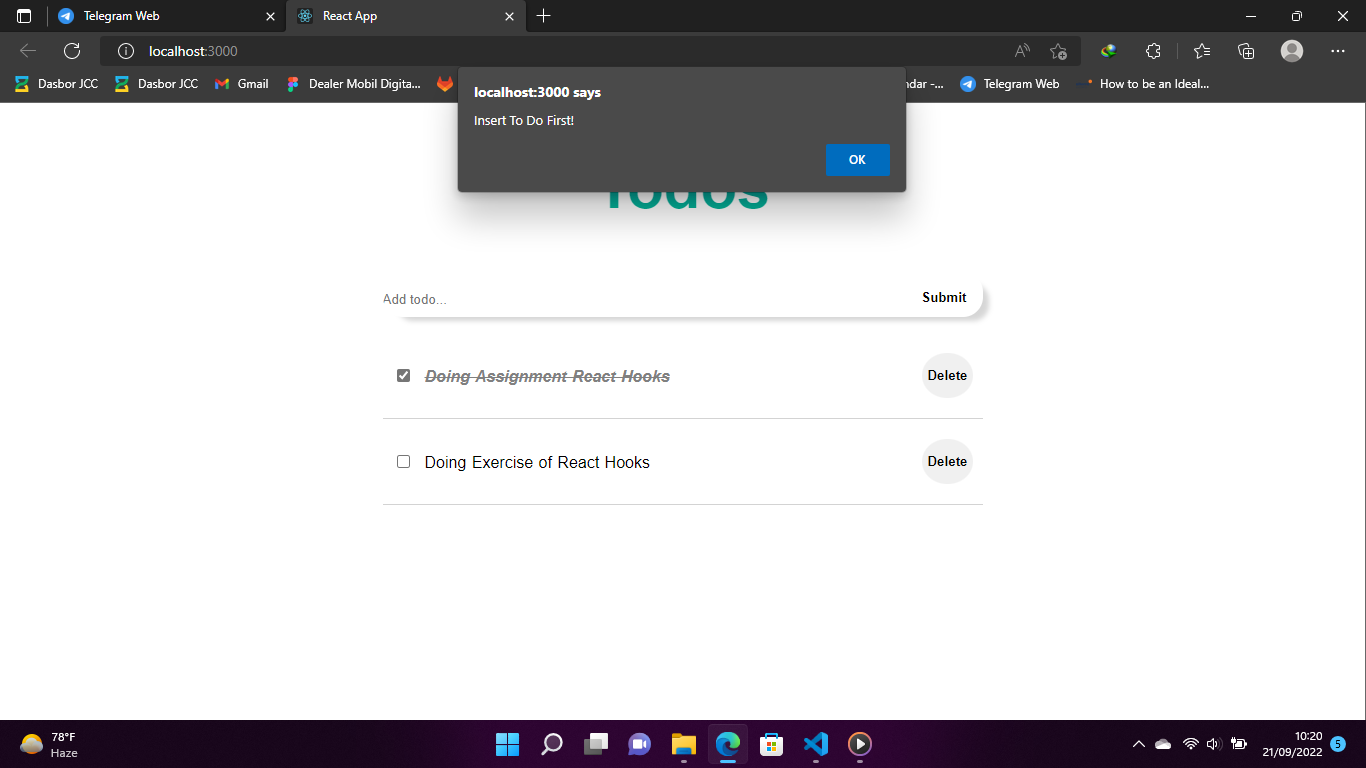 Telegram Web
React App
localhost:3000
Dasbor JCC
Dasbor JCC
Gmail
Dealer Mobil Digita...
ndar -...
Telegram Web
How to be an Ideal...
localhost:3000 says
Insert To Do First!
OK
Todos
Add todo...
Submit
Doing Assignment React Hooks
Delete
Doing Exercise of React Hooks
Delete
78°F
Haze
10:20
21/09/2022
5